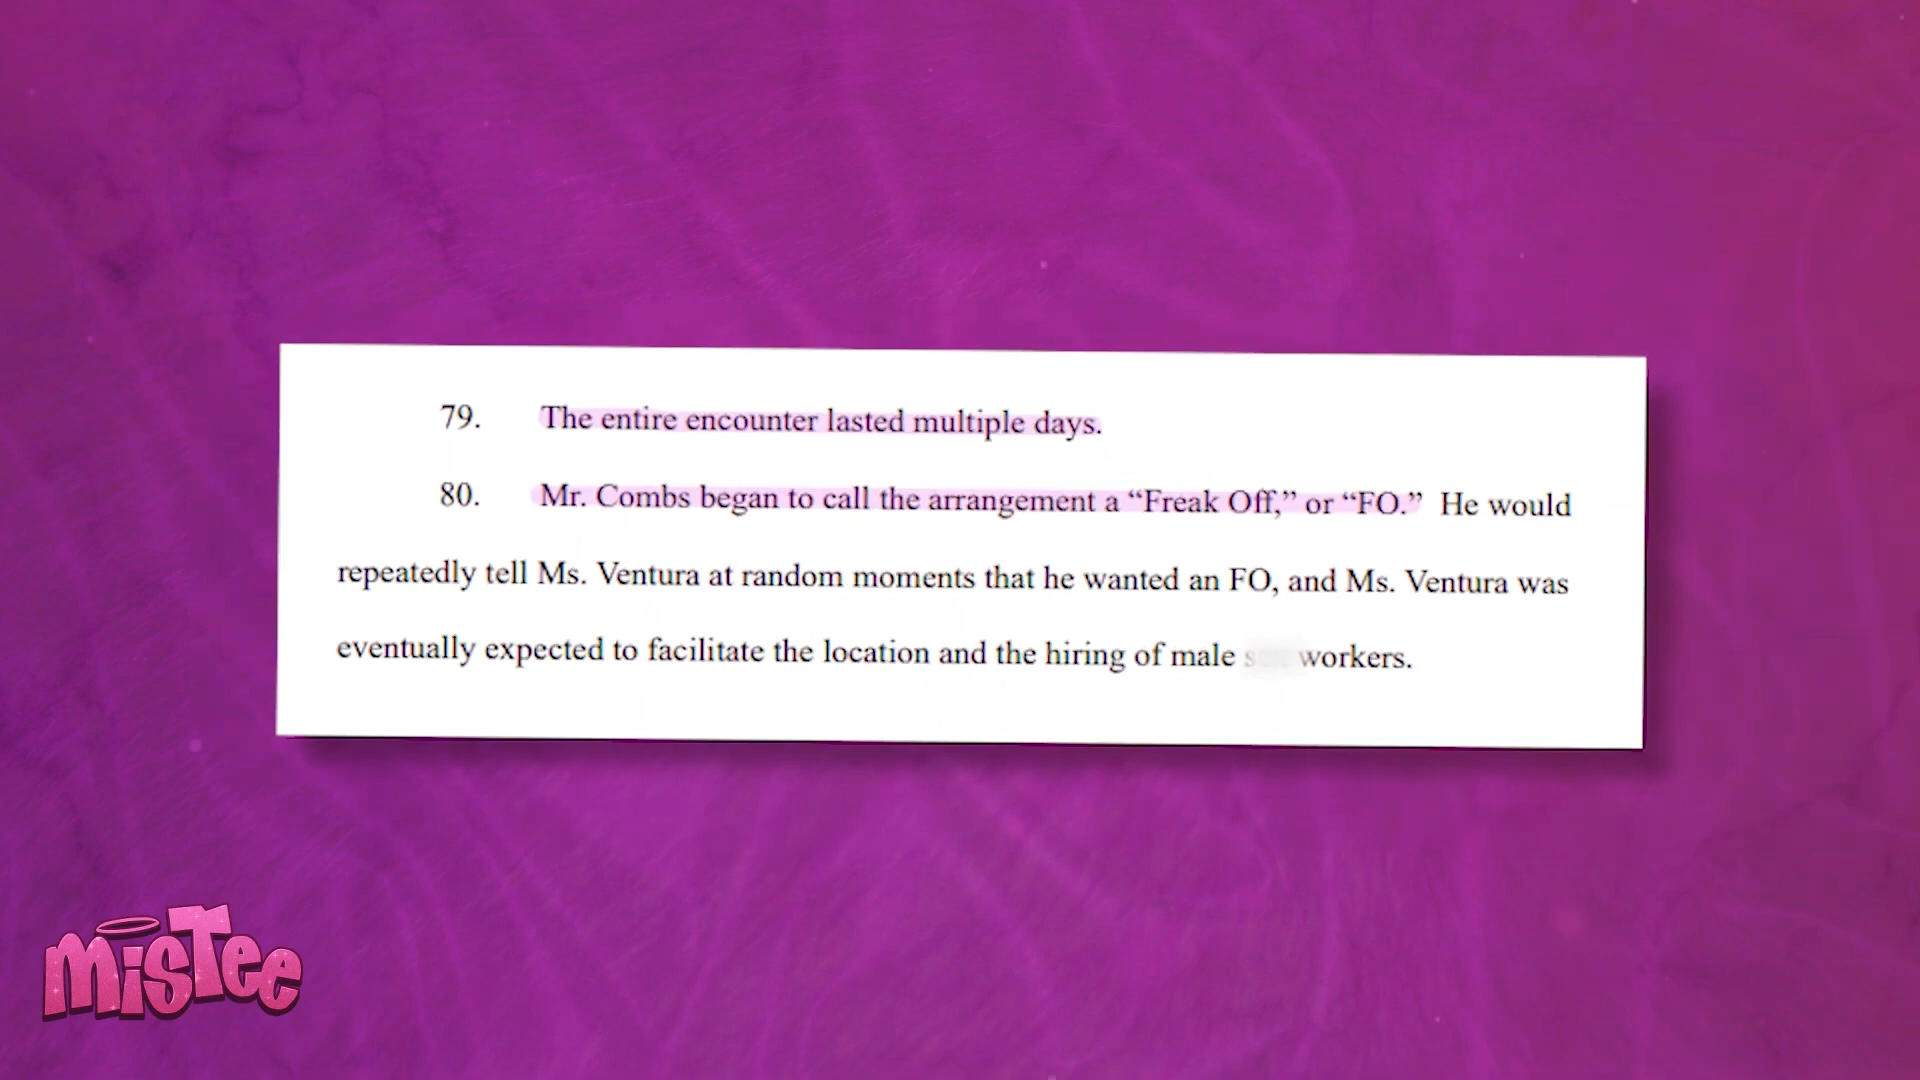 79. The entire encounter lasted multiple days.
80. Mr. Combs began to call the arrangement a “Freak Off,” or “FO.” He would
repeatedly tell Ms. Ventura at random moments that he wanted an FO, and Ms. Ventura was
eventually expected to facilitate the location and the hiring of male workers.
misTee